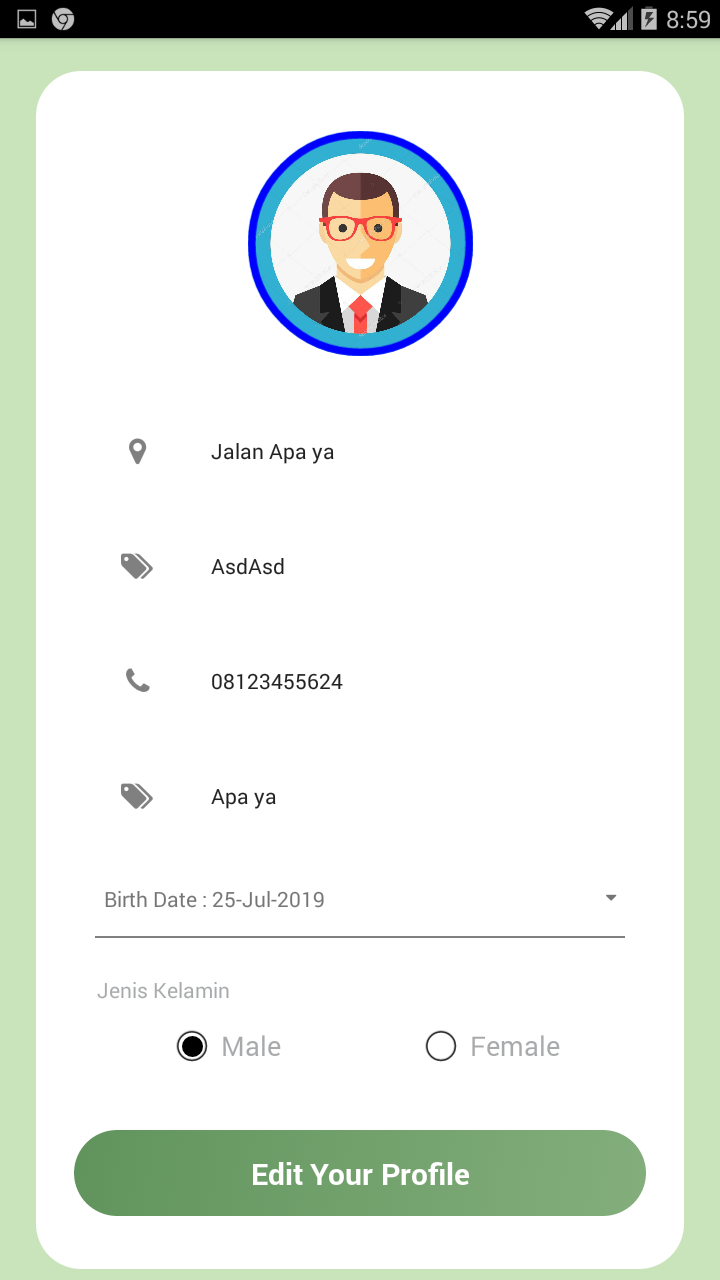 8:59
Jalan Apa ya
AsdAsd
08123455624
Apa ya
Birth Date : 25-Jul-2019
Jenis Kelamin
Male
Female
Edit Your Profile